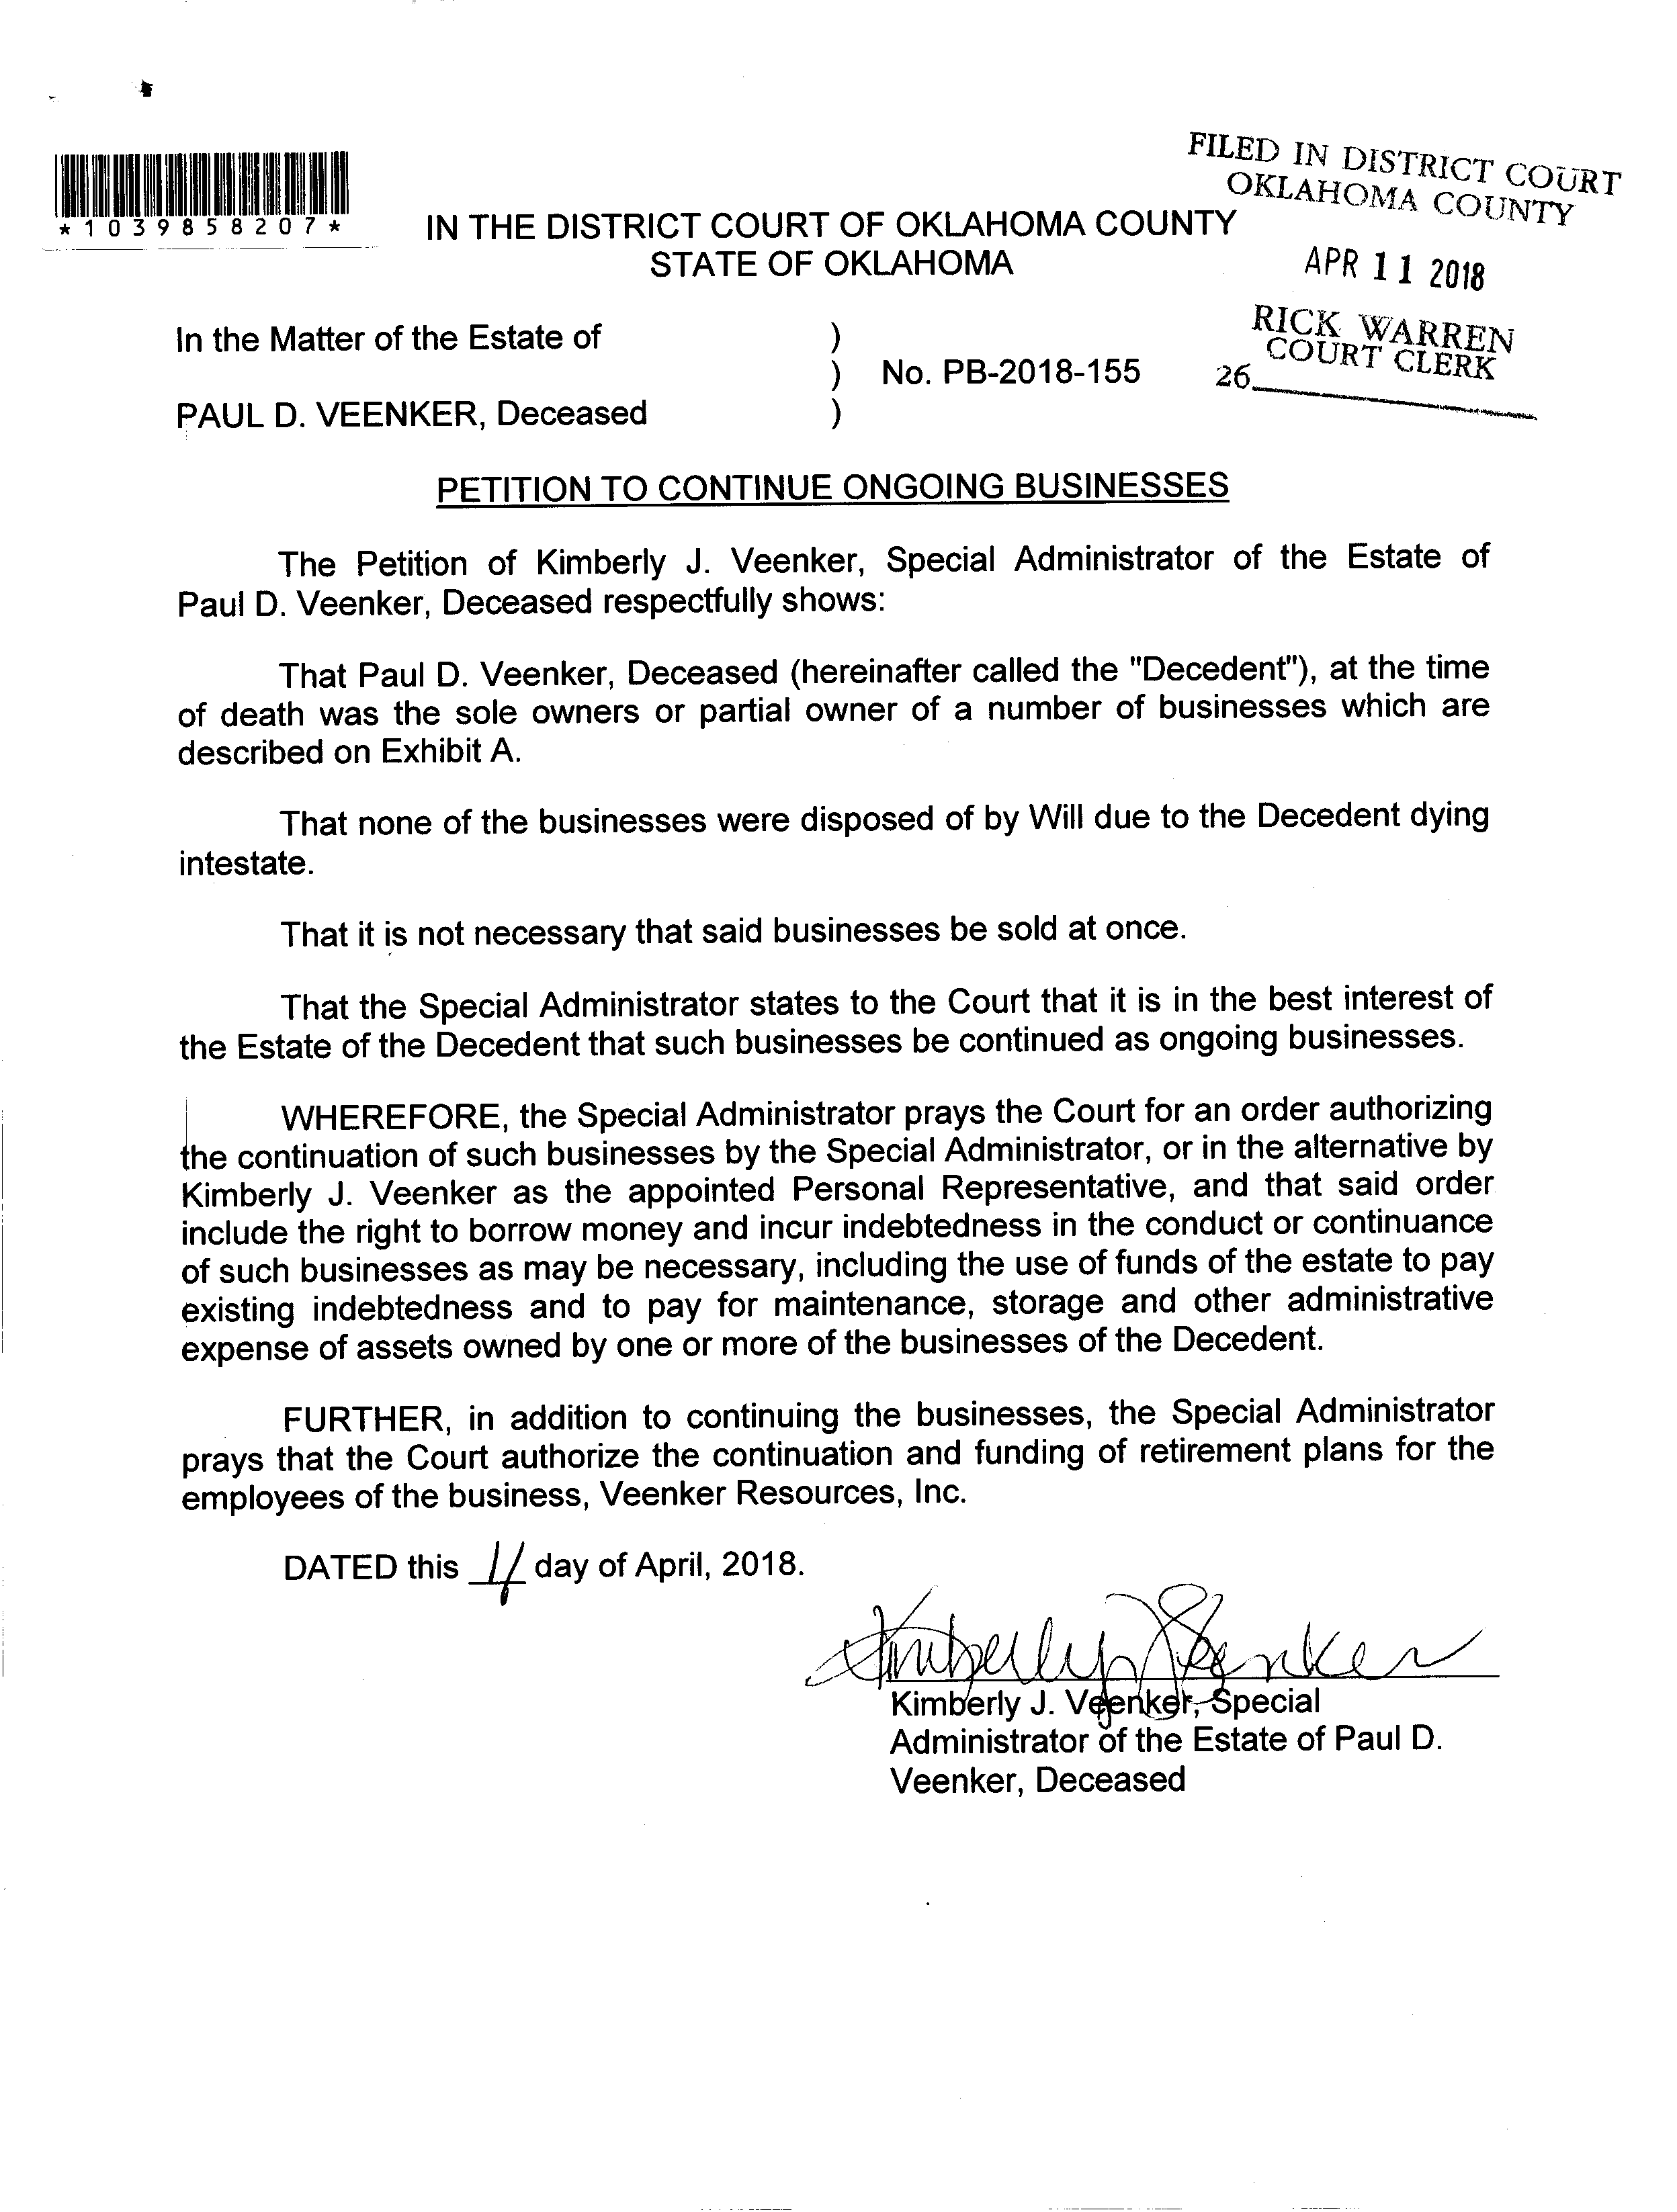 FILED IN DISTRICT COURT
OKLAHOMA COUNTY
*1039858207*
IN THE DISTRICT COURT OF OKLAHOMA COUNTY
STATE OF OKLAHOMA
APR 11 2018
RICK WARREN
COURT CLERK
26
In the Matter of the Estate of )
) No. PB-2018-155
PAUL D. VEENKER, Deceased )
PETITION TO CONTINUE ONGOING BUSINESSES
The Petition of Kimberly J. Veenker, Special Administrator of the Estate of
Paul D. Veenker, Deceased respectfully shows:
That Paul D. Veenker, Deceased (hereinafter called the "Decedent"), at the time
of death was the sole owners or partial owner of a number of businesses which are
described on Exhibit A.
That none of the businesses were disposed of by Will due to the Decedent dying
intestate.
That it is not necessary that said businesses be sold at once.
That the Special Administrator states to the Court that it is in the best interest of
the Estate of the Decedent that such businesses be continued as ongoing businesses.
WHEREFORE, the Special Administrator prays the Court for an order authorizing
the continuation of such businesses by the Special Administrator, or in the alternative by
Kimberly J. Veenker as the appointed Personal Representative, and that said order
include the right to borrow money and incur indebtedness in the conduct or continuance
of such businesses as may be necessary, including the use of funds of the estate to pay
existing indebtedness and to pay for maintenance, storage and other administrative
expense of assets owned by one or more of the businesses of the Decedent.
FURTHER, in addition to continuing the businesses, the Special Administrator
prays that the Court authorize the continuation and funding of retirement plans for the
employees of the business, Veenker Resources, Inc.
DATED this day of April, 2018.
Kimberly J Veenker
Kimberly J. Veenker, Special
Administrator of the Estate of Paul D.
Veenker, Deceased